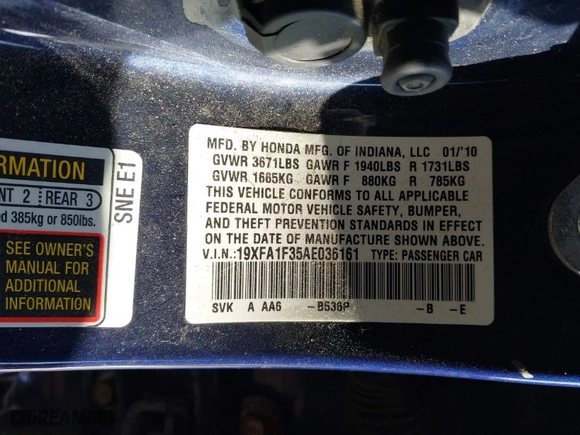 RMATION
NT 2 REAR 3
ed 385kg or 850lbs.
SEE OWNER'S
MANUAL FOR
ADDITIONAL
INFORMATION
SNE E1
MFD. BY HONDA MFG. OF INDIANA, LLC 01/'10
GVWR 3671LBS GAWR F 1940LBS R 1731LBS
GVWR 1665KG GAWR F 880KG R 785KG
THIS VEHICLE CONFORMS TO ALL APPLICABLE
FEDERAL MOTOR VEHICLE SAFETY, BUMPER,
AND THEFT PREVENTION STANDARDS IN EFFECT
ON THE DATE OF MANUFACTURE SHOWN ABOVE.
V.I.N.: 19XFA1F35AE036161 TYPE: PASSENGER CAR
SVK A AA6 -B536P -B -E
DREAMBID